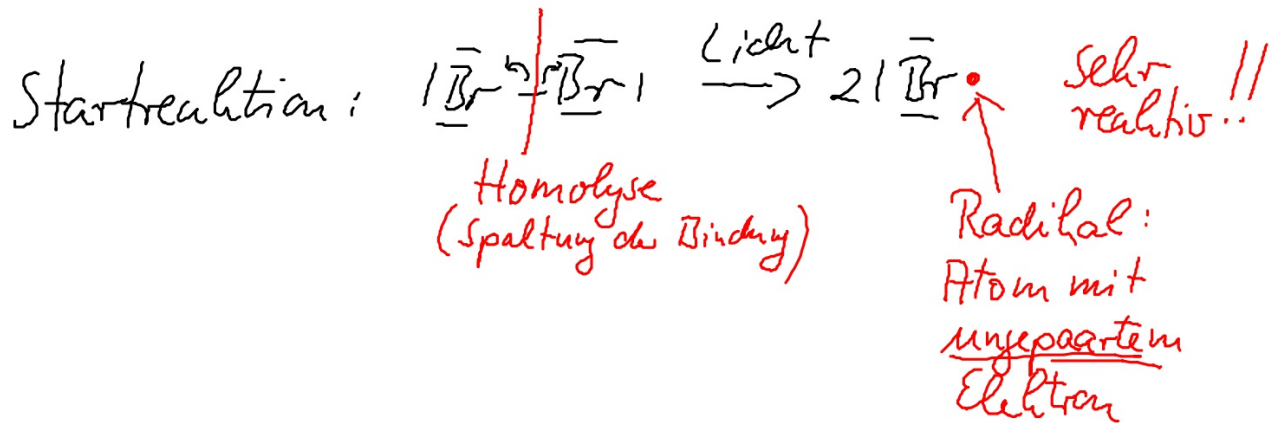 Startreaktion: |Br–Br| Licht → 2 |Br• sehr
reaktiv!!
Homolyse
(Spaltung der Bindung)
Radikal:
Atom mit
ungepaartem
Elektron